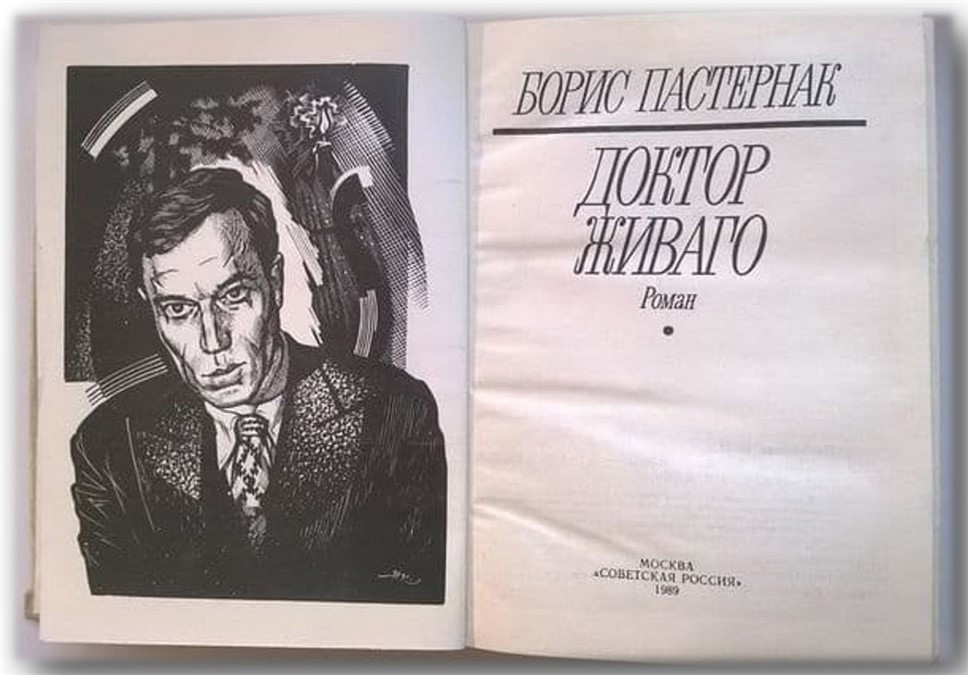 БОРИС ПАСТЕРНАК
ДОКТОР
ЖИВАГО
Роман
МОСКВА
«СОВЕТСКАЯ РОССИЯ»
1989